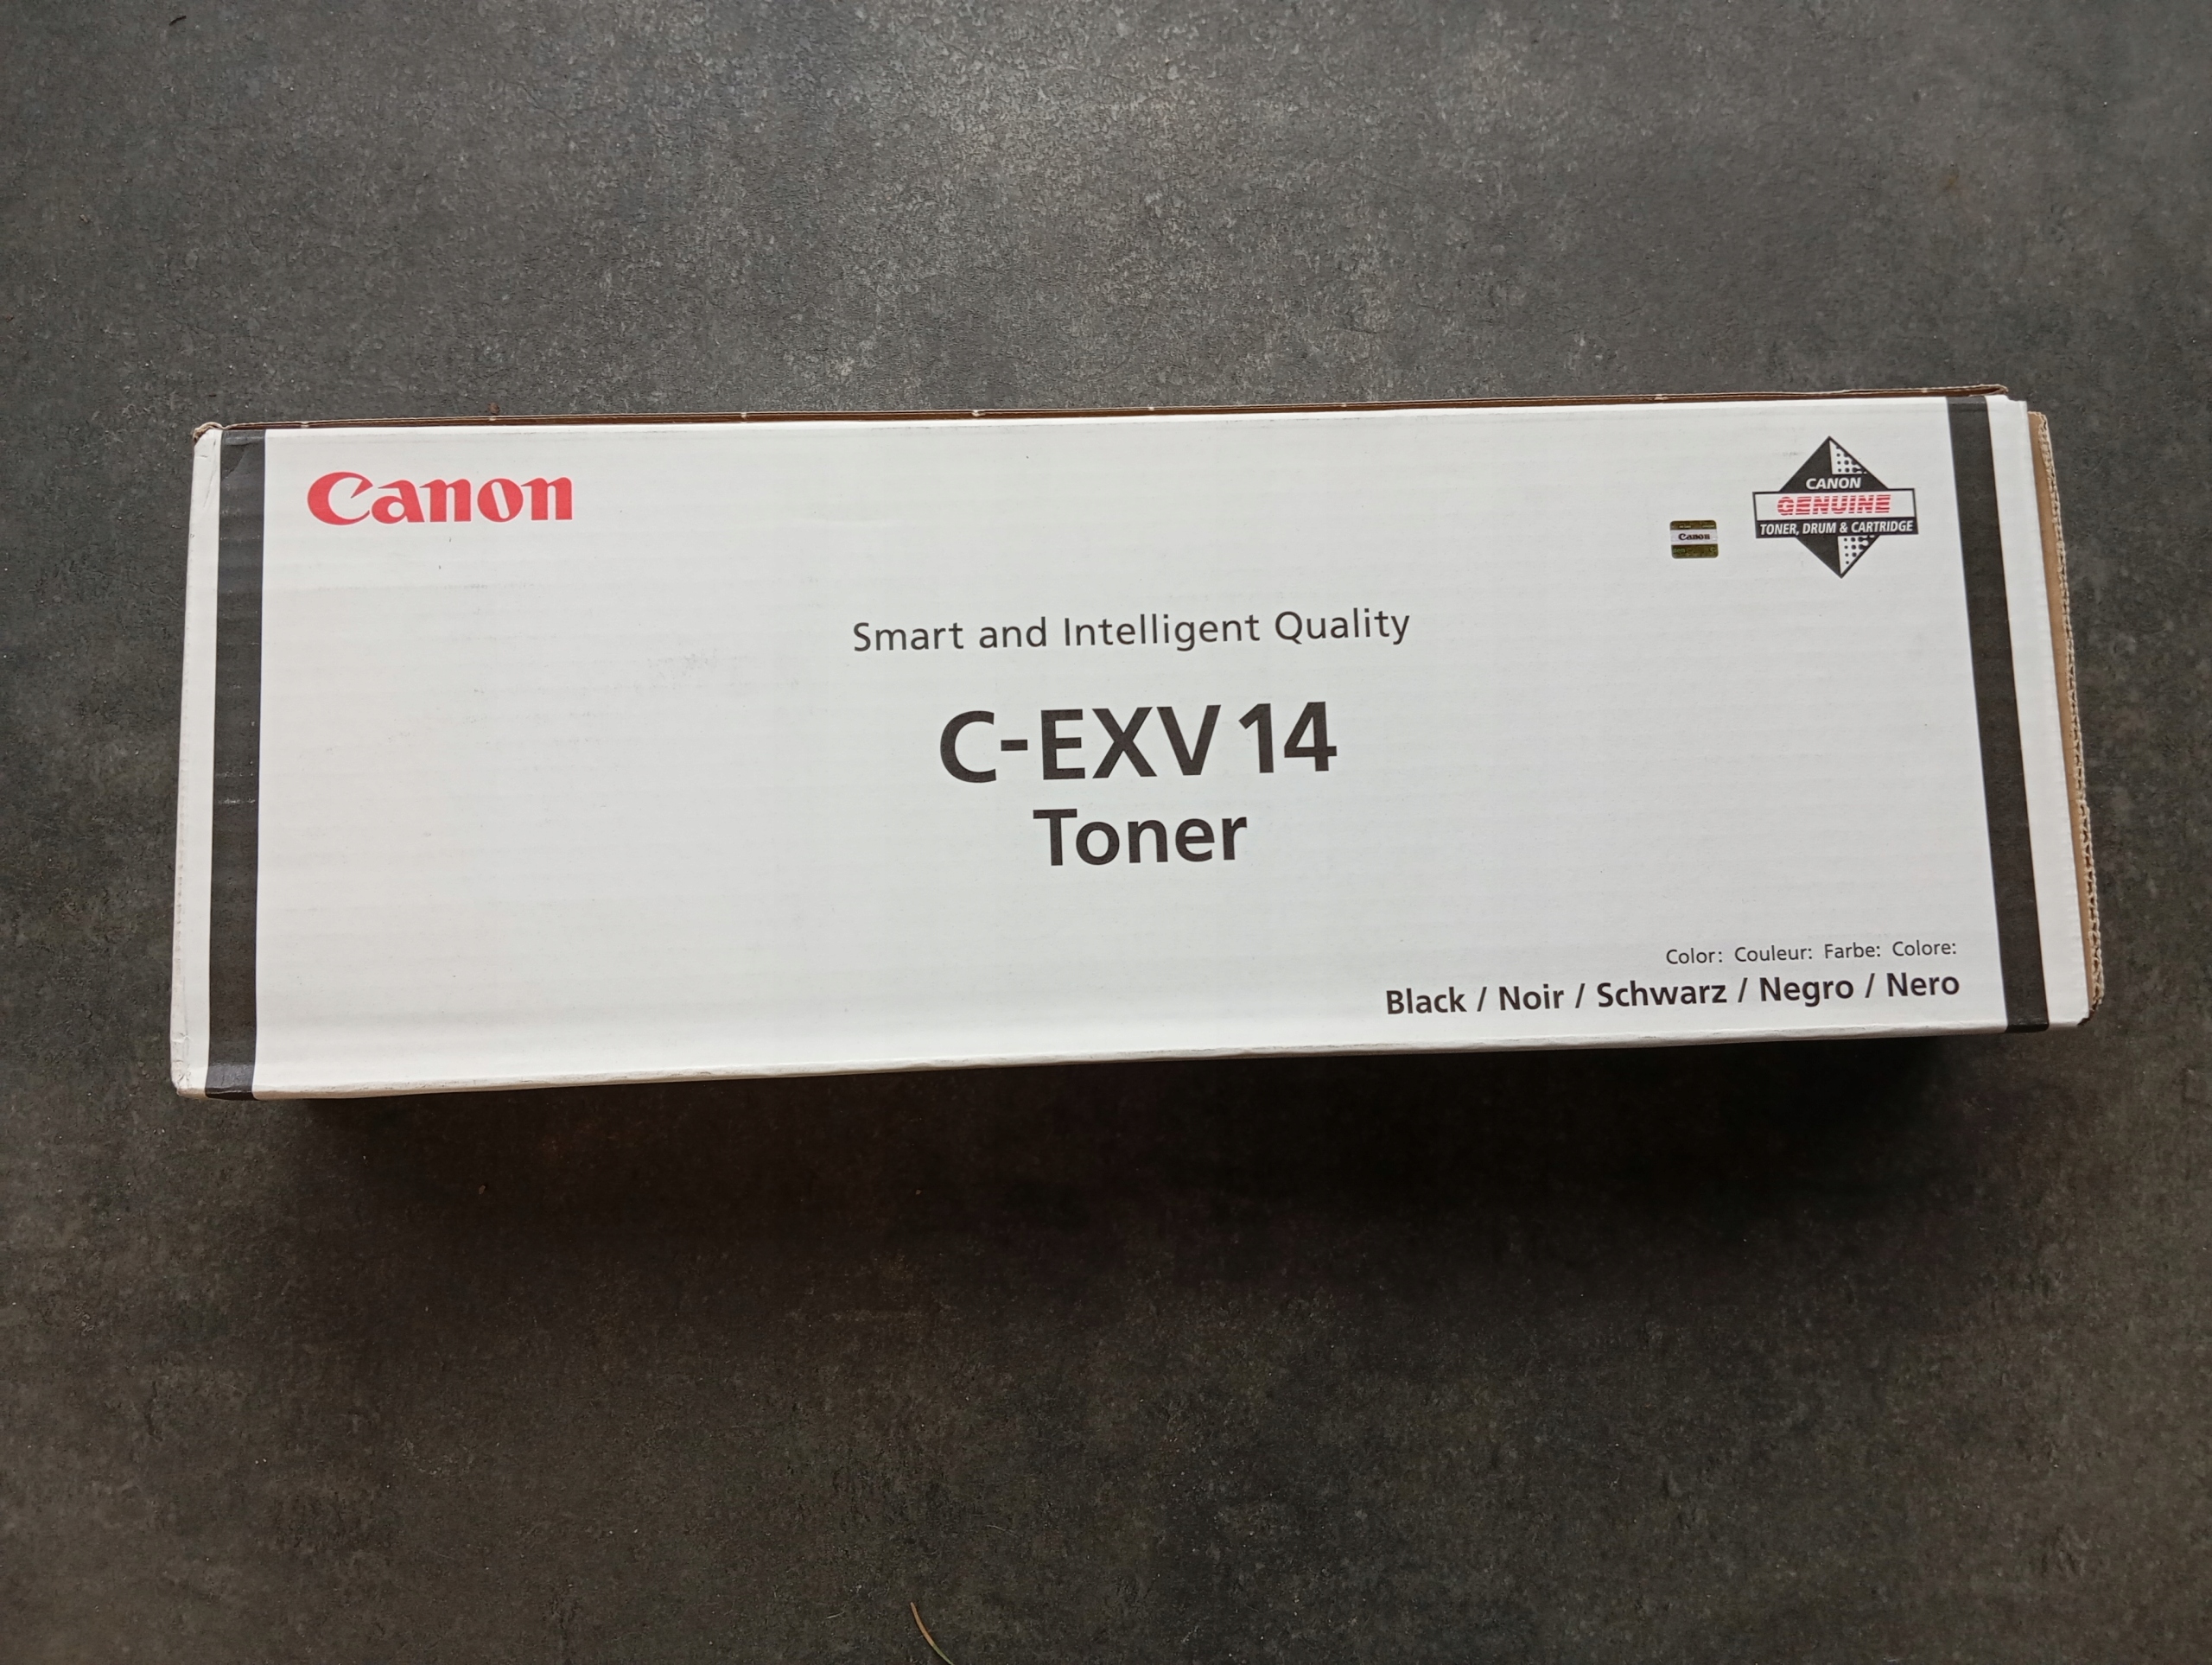 Canon
CANON
GENUINE
TONER, DRUM & CARTRIDGE
Canon
Smart and Intelligent Quality
C-EXV 14
Toner
Color: Couleur: Farbe: Colore:
Black / Noir / Schwarz / Negro / Nero